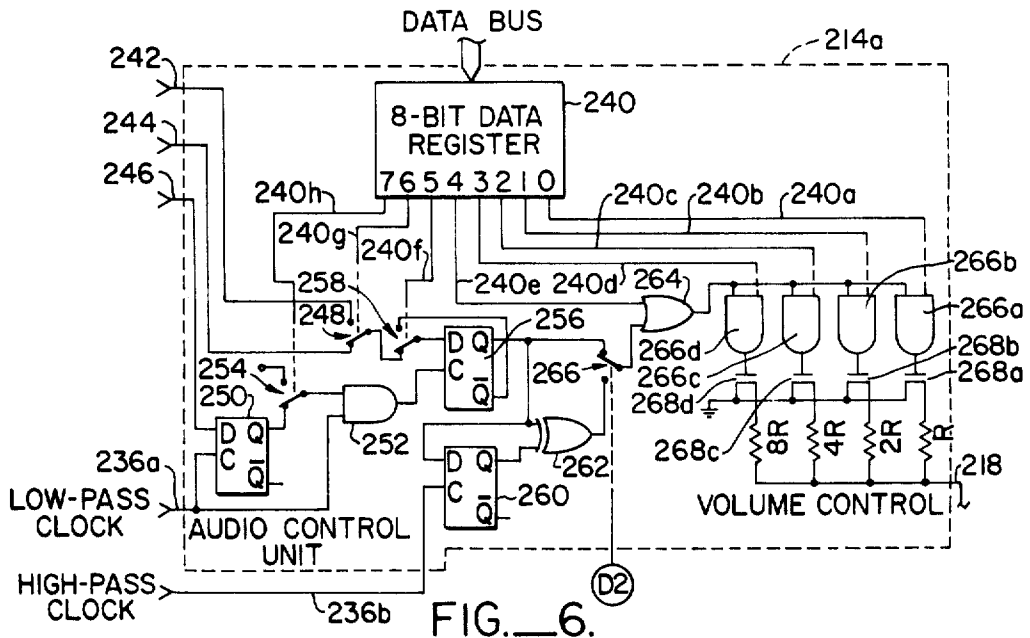 DATA BUS
214a
242
244
246
8-BIT DATA
REGISTER
240
7 6 5 4 3 2 1 0
240h
240g
240f
240e
240d
240c
240b
240a
258
248
254
250
D Q
C
Q̅
252
D Q
C
Q̅
256
266
264
266d
266c
266b
266a
268d
268c
268b
268a
8R
4R
2R
R
D Q
C
Q̅
260
262
236a
LOW-PASS
CLOCK
AUDIO CONTROL
UNIT
VOLUME CONTROL
218
HIGH-PASS
CLOCK
236b
D2
FIG._6.